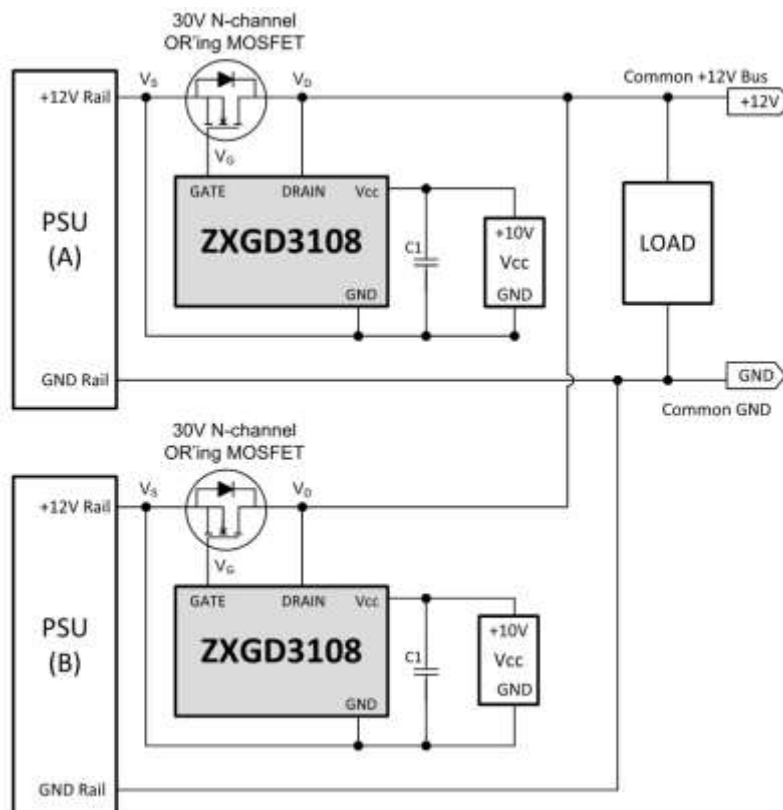 30V N-channel
OR'ing MOSFET
VS
VD
Common +12V Bus
+12V Rail
+12V
VG
GATE
DRAIN
Vcc
PSU
(A)
ZXGD3108
C1
+10V
Vcc
GND
LOAD
GND
GND Rail
GND
Common GND
30V N-channel
OR'ing MOSFET
VS
VD
+12V Rail
VG
GATE
DRAIN
Vcc
PSU
(B)
ZXGD3108
C1
+10V
Vcc
GND
GND
GND Rail